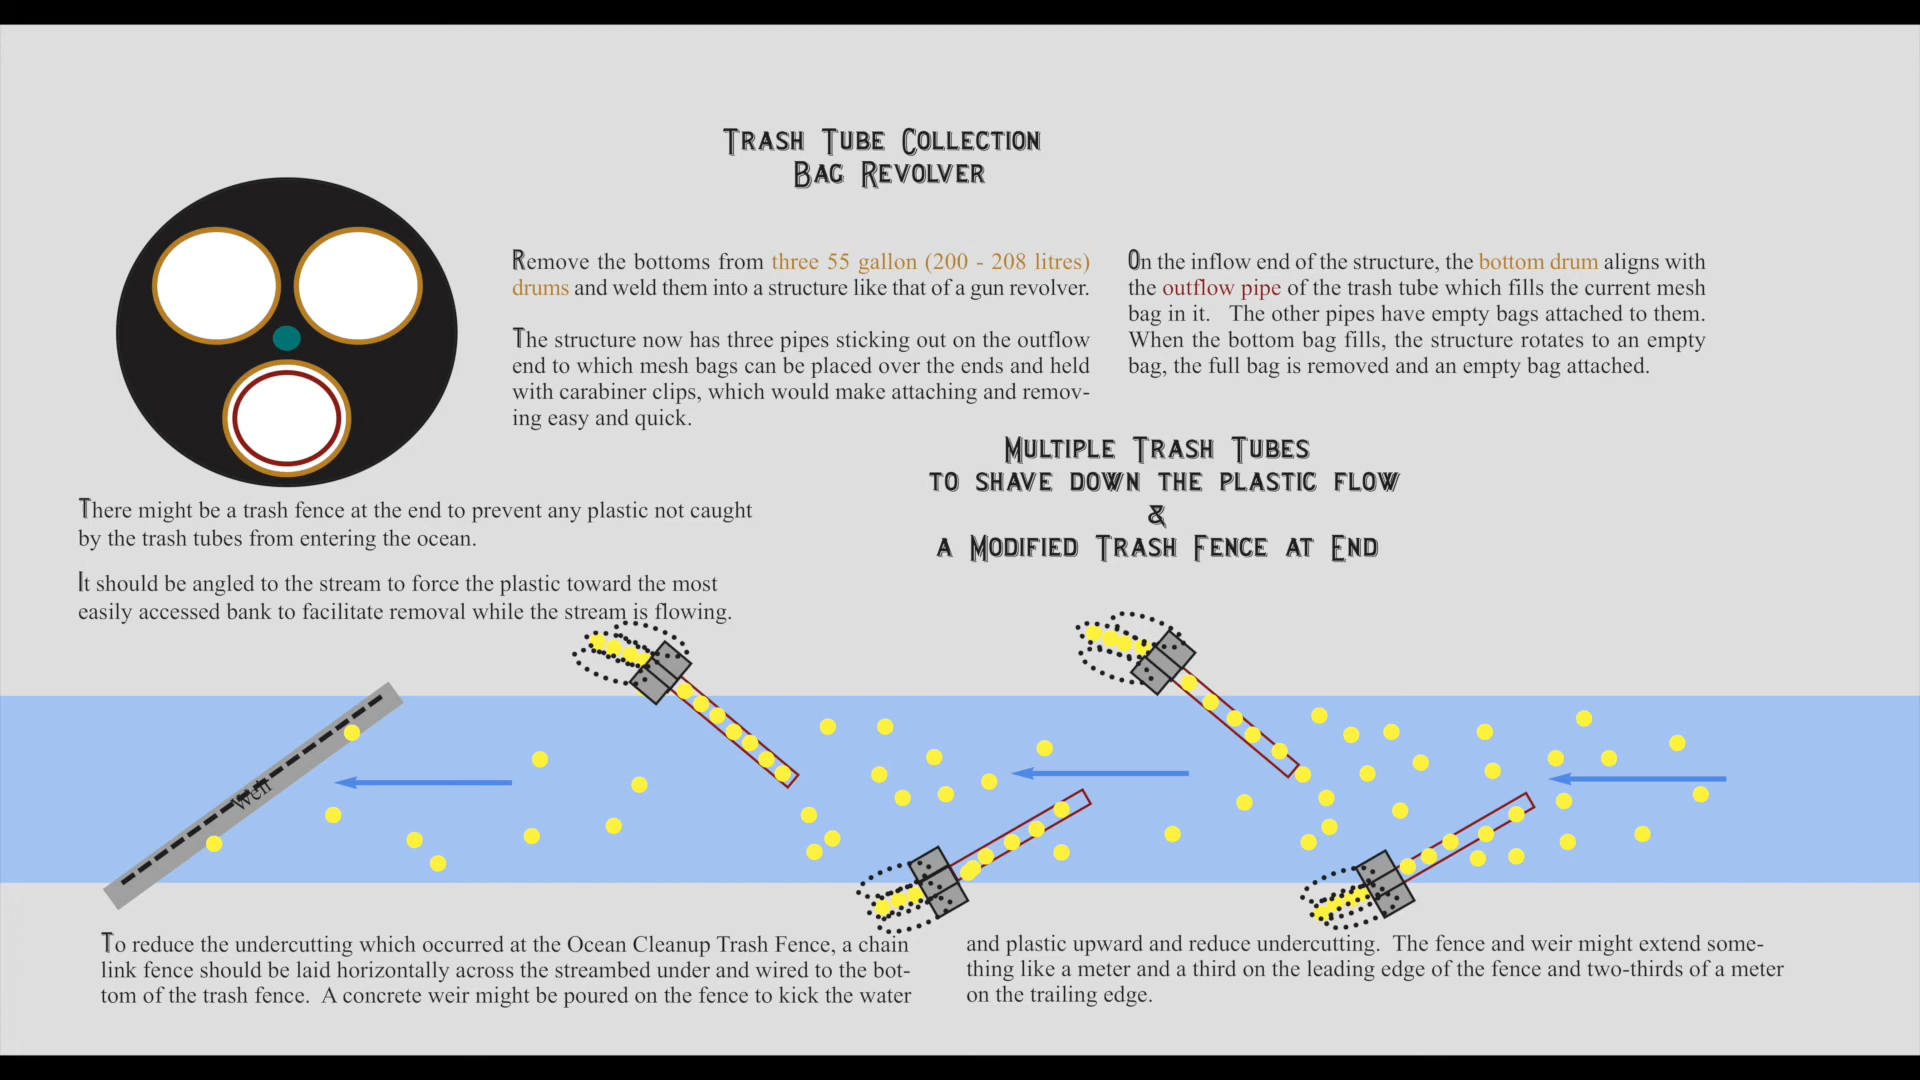 Trash Tube Collection
Bag Revolver
Remove the bottoms from three 55 gallon (200 - 208 litres)
drums and weld them into a structure like that of a gun revolver.
The structure now has three pipes sticking out on the outflow
end to which mesh bags can be placed over the ends and held
with carabiner clips, which would make attaching and remov-
ing easy and quick.
On the inflow end of the structure, the bottom drum aligns with
the outflow pipe of the trash tube which fills the current mesh
bag in it. The other pipes have empty bags attached to them.
When the bottom bag fills, the structure rotates to an empty
bag, the full bag is removed and an empty bag attached.
Multiple Trash Tubes
to shave down the plastic flow
&
a Modified Trash Fence at End
There might be a trash fence at the end to prevent any plastic not caught
by the trash tubes from entering the ocean.
It should be angled to the stream to force the plastic toward the most
easily accessed bank to facilitate removal while the stream is flowing.
Weir
To reduce the undercutting which occurred at the Ocean Cleanup Trash Fence, a chain
link fence should be laid horizontally across the streambed under and wired to the bot-
tom of the trash fence. A concrete weir might be poured on the fence to kick the water
and plastic upward and reduce undercutting. The fence and weir might extend some-
thing like a meter and a third on the leading edge of the fence and two-thirds of a meter
on the trailing edge.